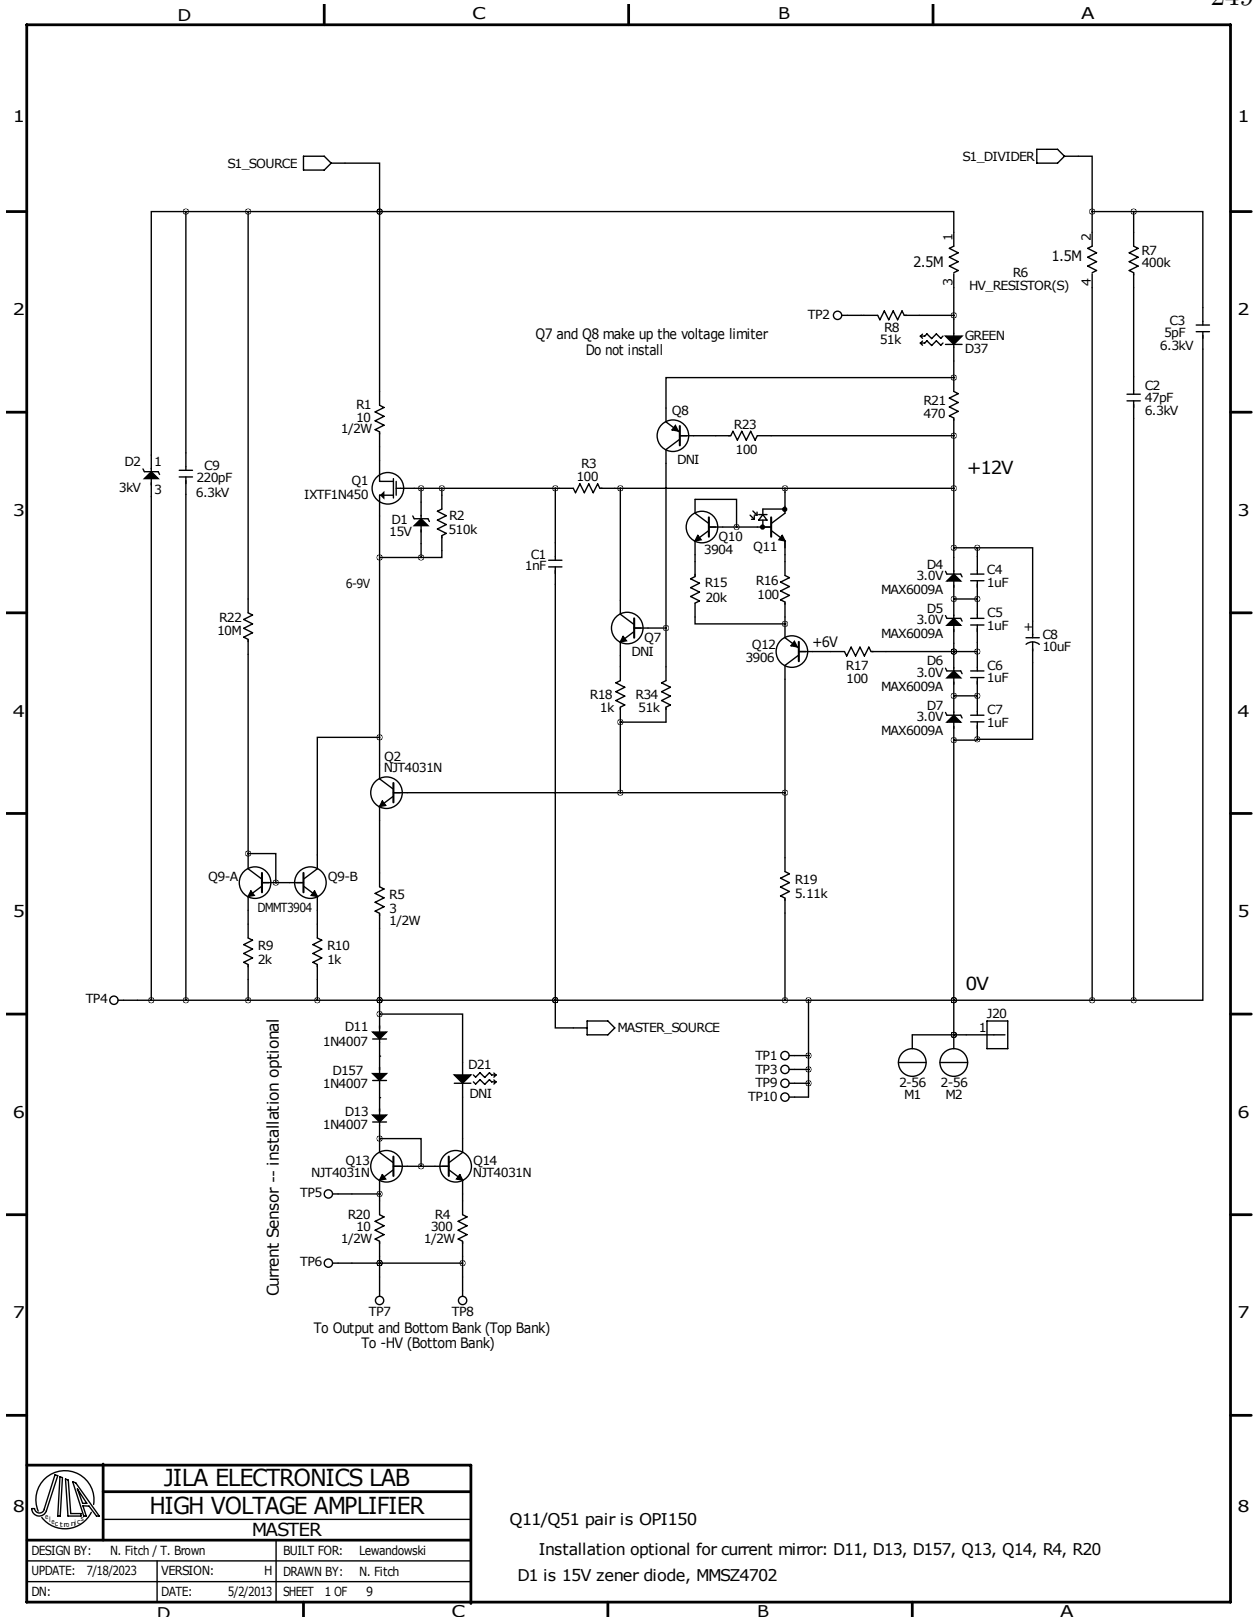 249
D
C
B
A
1
1
S1_SOURCE
S1_DIVIDER
1
2.5M
3
R6
HV_RESISTOR(S)
2
1.5M
4
R7
400k
2
2
TP2
R8
51k
GREEN
D37
C3
5pF
6.3kV
Q7 and Q8 make up the voltage limiter
Do not install
R1
10
1/2W
Q8
DNI
R23
100
R21
470
C2
47pF
6.3kV
D2
3kV
1
3
C9
220pF
6.3kV
Q1
IXTF1N450
R3
100
+12V
3
3
D1
15V
R2
510k
C1
1nF
Q10
3904
Q11
6-9V
R15
20k
R16
100
D4
3.0V
MAX6009A
C4
1uF
R22
10M
Q7
DNI
Q12
3906
+6V
R17
100
D5
3.0V
MAX6009A
C5
1uF
+
C8
10uF
D6
3.0V
MAX6009A
C6
1uF
R18
1k
R34
51k
D7
3.0V
MAX6009A
C7
1uF
4
4
Q2
NJT4031N
Q9-A
Q9-B
DMMT3904
R5
3
1/2W
R19
5.11k
5
5
R9
2k
R10
1k
TP4
0V
MASTER_SOURCE
J20
1
D11
1N4007
D157
1N4007
D13
1N4007
D21
DNI
TP1
TP3
TP9
TP10
2-56
M1
2-56
M2
6
6
Current Sensor -- installation optional
Q13
NJT4031N
Q14
NJT4031N
TP5
R20
10
1/2W
R4
300
1/2W
TP6
TP7
TP8
7
7
To Output and Bottom Bank (Top Bank)
To -HV (Bottom Bank)
8
8
JILA
electronics
JILA ELECTRONICS LAB
HIGH VOLTAGE AMPLIFIER
MASTER
DESIGN BY: N. Fitch / T. Brown BUILT FOR: Lewandowski
UPDATE: 7/18/2023 VERSION: H DRAWN BY: N. Fitch
DN: DATE: 5/2/2013 SHEET 1 OF 9
Q11/Q51 pair is OPI150
Installation optional for current mirror: D11, D13, D157, Q13, Q14, R4, R20
D1 is 15V zener diode, MMSZ4702
D
C
B
A